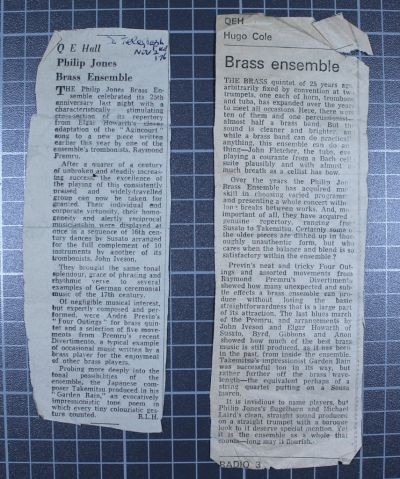 D Telegraph
Nov 3rd
'76
Q E Hall
Philip Jones
Brass Ensemble
THE Philip Jones Brass En-
semble celebrated its 25th
anniversary last night with a
characteristically stimulating
cross-section of its repertory
from Elgar Howarth's clever
adaptation of the "Agincourt"
song to a new piece written
earlier this year by one of the
ensemble's trombonists, Raymond
Premru.
After a quarter of a century
of unbroken and steadily increas-
ing success the excellence of
the playing of this consistently
praised and widely-travelled
group can now be taken for
granted. Their individual and
corporate virtuosity, their homo-
geneity and alertly reciprocal
musicianship were displayed at
once in a sequence of 16th cen-
tury dances by Susato arranged
for the full complement of 10
instruments by another of its
trombonists, John Iveson.
They brought the same tonal
splendour, grace of phrasing and
rhythmic verve to several
examples of German ceremonial
music of the 17th century.
Of negligible musical interest,
but expertly composed and per-
formed, were André Previn's
"Four Outings" for brass quin-
tet and a selection of five move-
ments from Premru's recent
Divertimento, a typical example
of occasional music written by a
brass player for the enjoyment
of other brass players.
Probing more deeply into the
tonal possibilities of the
ensemble, the Japanese com-
poser Takemitsu produced in his
"Garden Rain," an evocatively
impressionistic tone poem in
which every tiny colouristic ges-
ture counted. R.L.H.
QEH
Hugo Cole
Brass ensemble
THE BRASS quintet of 25 years ago,
arbitrarily fixed by convention at two
trumpets, one each of horn, trombone
and tuba, has expanded over the years
to meet all occasions. Here, there were
ten of them and one percussionist—
almost half a brass band. But the
sound is cleaner and brighter, and
while a brass band can do practically
anything, this ensemble can do any-
thing—John Fletcher, the tuba, even
playing a courante from a Bach cello
suite plausibly and with almost as
much breath as a cellist has bow.
Over the years the Philip Jones
Brass Ensemble has acquired much
skill in choosing varied programmes
and presenting a whole concert with-
out breaks between works. And, most
important of all, they have acquired a
genuine repertory, ranging from
Susato to Takemitsu. Certainly some of
the older pieces are dished up in tho-
roughly unauthentic form, but who
cares when the balance and blend is so
satisfactory within the ensemble?
Previn's neat and tricky Four Out-
ings and assorted movements from
Raymond Premru's Divertimento
showed how many unexpected and sub-
tle effects a brass ensemble can pro-
duce without losing the basic
straightforwardness that is a large part
of its attraction. The last blues march
of the Premru, and arrangements by
John Iveson and Elgar Howarth of
Susato, Byrd, Gibbons and Anon
showed how much of the best brass
music is still produced, as it has been
in the past, from inside the ensemble.
Takemitsu's impressionist Garden Rain
was successful too in its way, but
rather further off the brass wave-
length—the equivalent perhaps of a
string quartet putting on a Sousa
march.
It is invidious to name players, but
Philip Jones's flugelhorn and Michael
Laird's clean, straight sound produced
on a straight trumpet with a baroque
look to it deserve special mention. Yet
it is the ensemble as a whole that
counts—long may it flourish.
RADIO 3